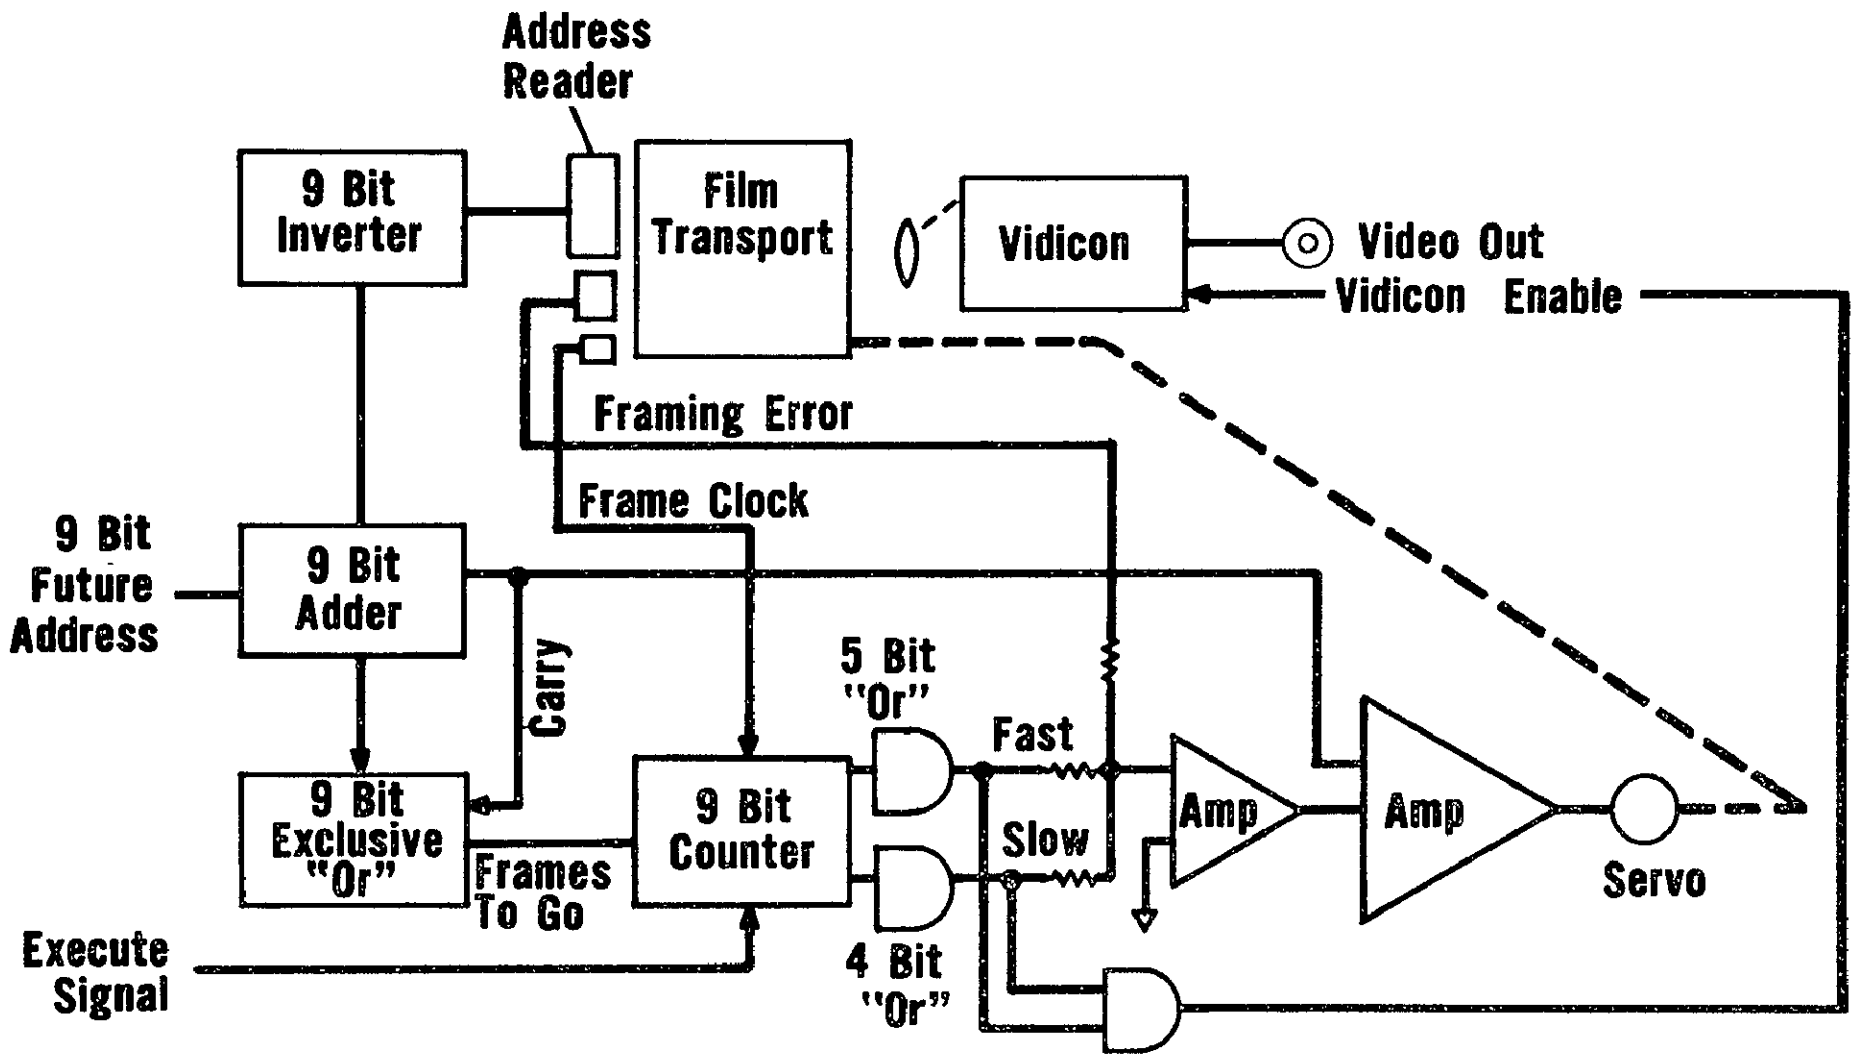 Address
Reader
9 Bit
Inverter
Film
Transport
Vidicon
Video Out
Vidicon Enable
Framing Error
Frame Clock
9 Bit
Future
Address
9 Bit
Adder
Carry
5 Bit
"Or"
Fast
9 Bit
Exclusive
"Or"
Frames
To Go
9 Bit
Counter
Slow
Amp
Amp
Servo
4 Bit
"Or"
Execute
Signal